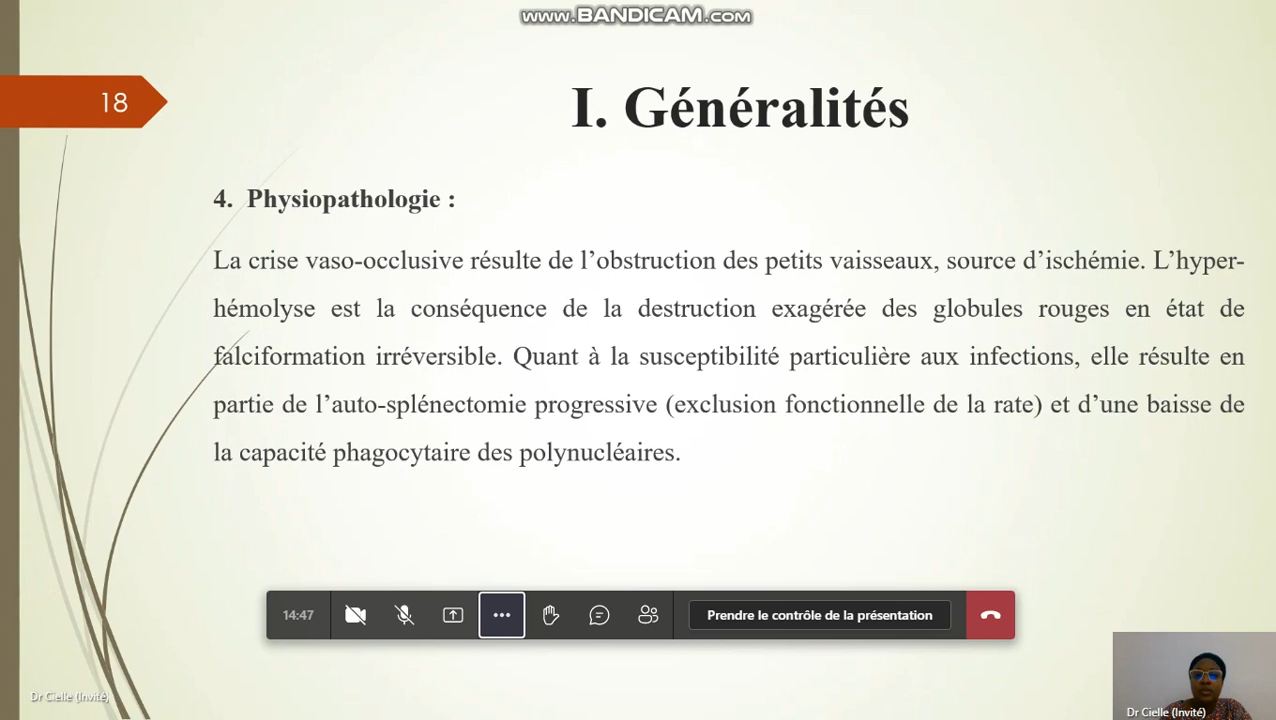 www.BANDICAM.com
18
I. Généralités
4. Physiopathologie :
La crise vaso-occlusive résulte de l’obstruction des petits vaisseaux, source d’ischémie. L’hyper-
hémolyse est la conséquence de la destruction exagérée des globules rouges en état de
falciformation irréversible. Quant à la susceptibilité particulière aux infections, elle résulte en
partie de l’auto-splénectomie progressive (exclusion fonctionnelle de la rate) et d’une baisse de
la capacité phagocytaire des polynucléaires.
14:47
Prendre le contrôle de la présentation
Dr Cielle (Invité)
Dr Cielle (Invité)